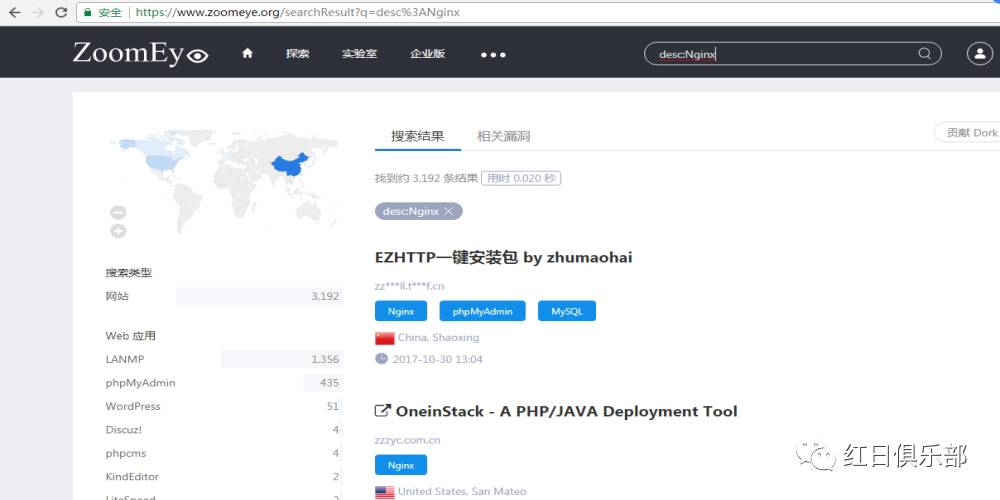 安全 https://www.zoomeye.org/searchResult?q=desc%3ANginx
ZoomEye 探索 实验室 企业版 desc:Nginx
搜索结果 相关漏洞 贡献 Dork
找到约 3,192 条结果 用时 0.020 秒
desc:Nginx
EZHTTP一键安装包 by zhumaohai
zz***ll.t***f.cn
Nginx phpMyAdmin MySQL
China, Shaoxing
2017-10-30 13:04
OneinStack - A PHP/JAVA Deployment Tool
zzzyc.com.cn
Nginx
United States, San Mateo
搜索类型
网站 3,192
Web 应用
LANMP 1,356
phpMyAdmin 435
WordPress 51
Discuz! 4
phpcms 4
KindEditor 2
LiteSpeed 2
红日俱乐部